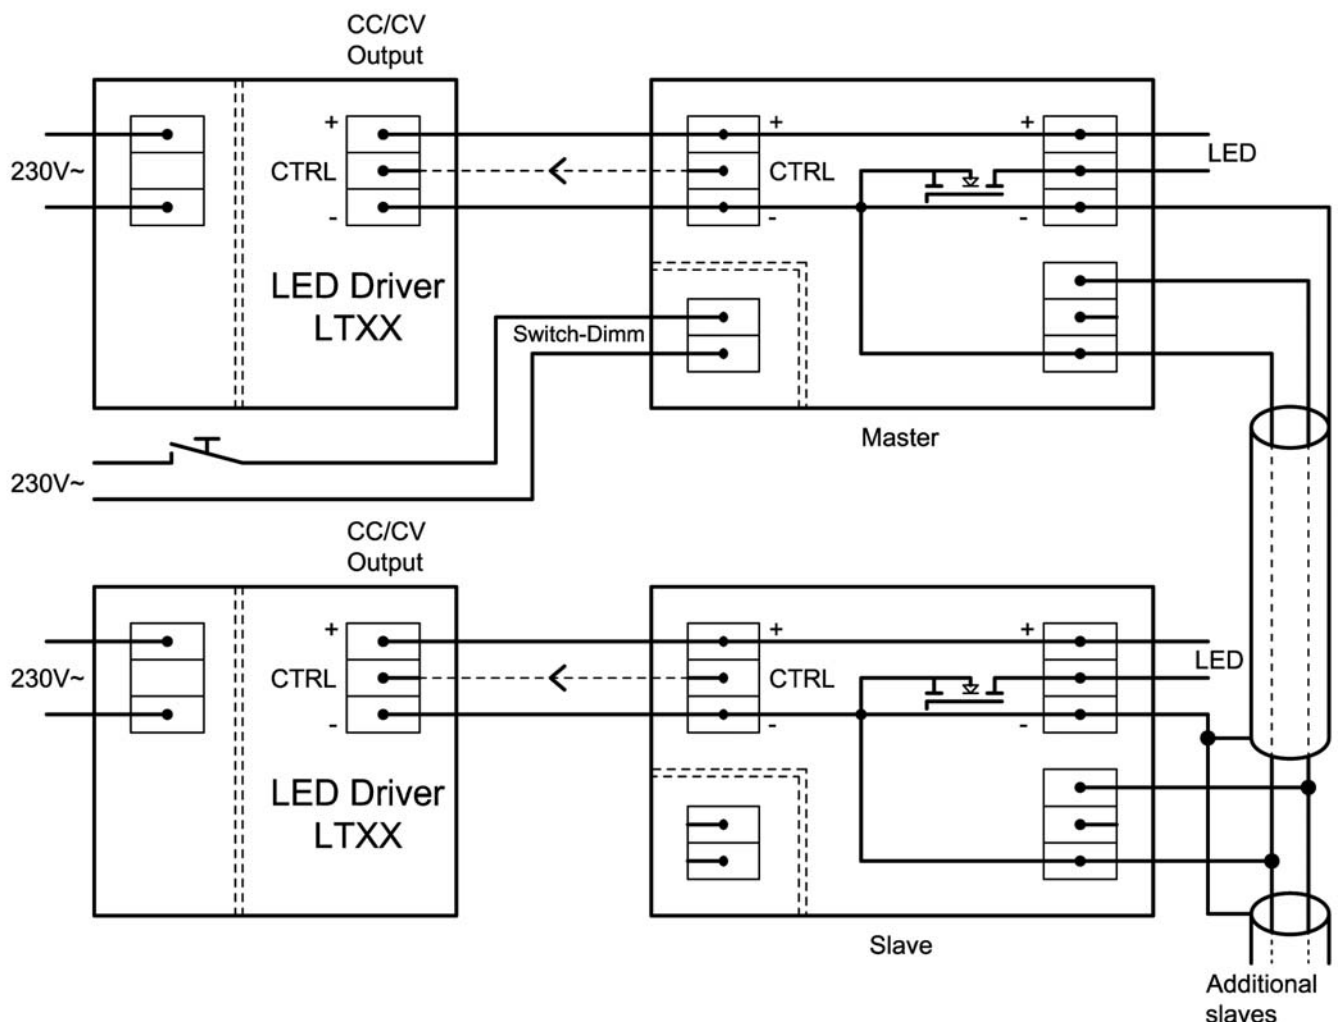 CC/CV
Output
+
+
+
230V~
CTRL
CTRL
LED
-
-
-
LED Driver
LTXX
Switch-Dimm
Master
230V~
CC/CV
Output
+
+
+
230V~
CTRL
CTRL
LED
-
-
-
LED Driver
LTXX
Slave
Additional
slaves